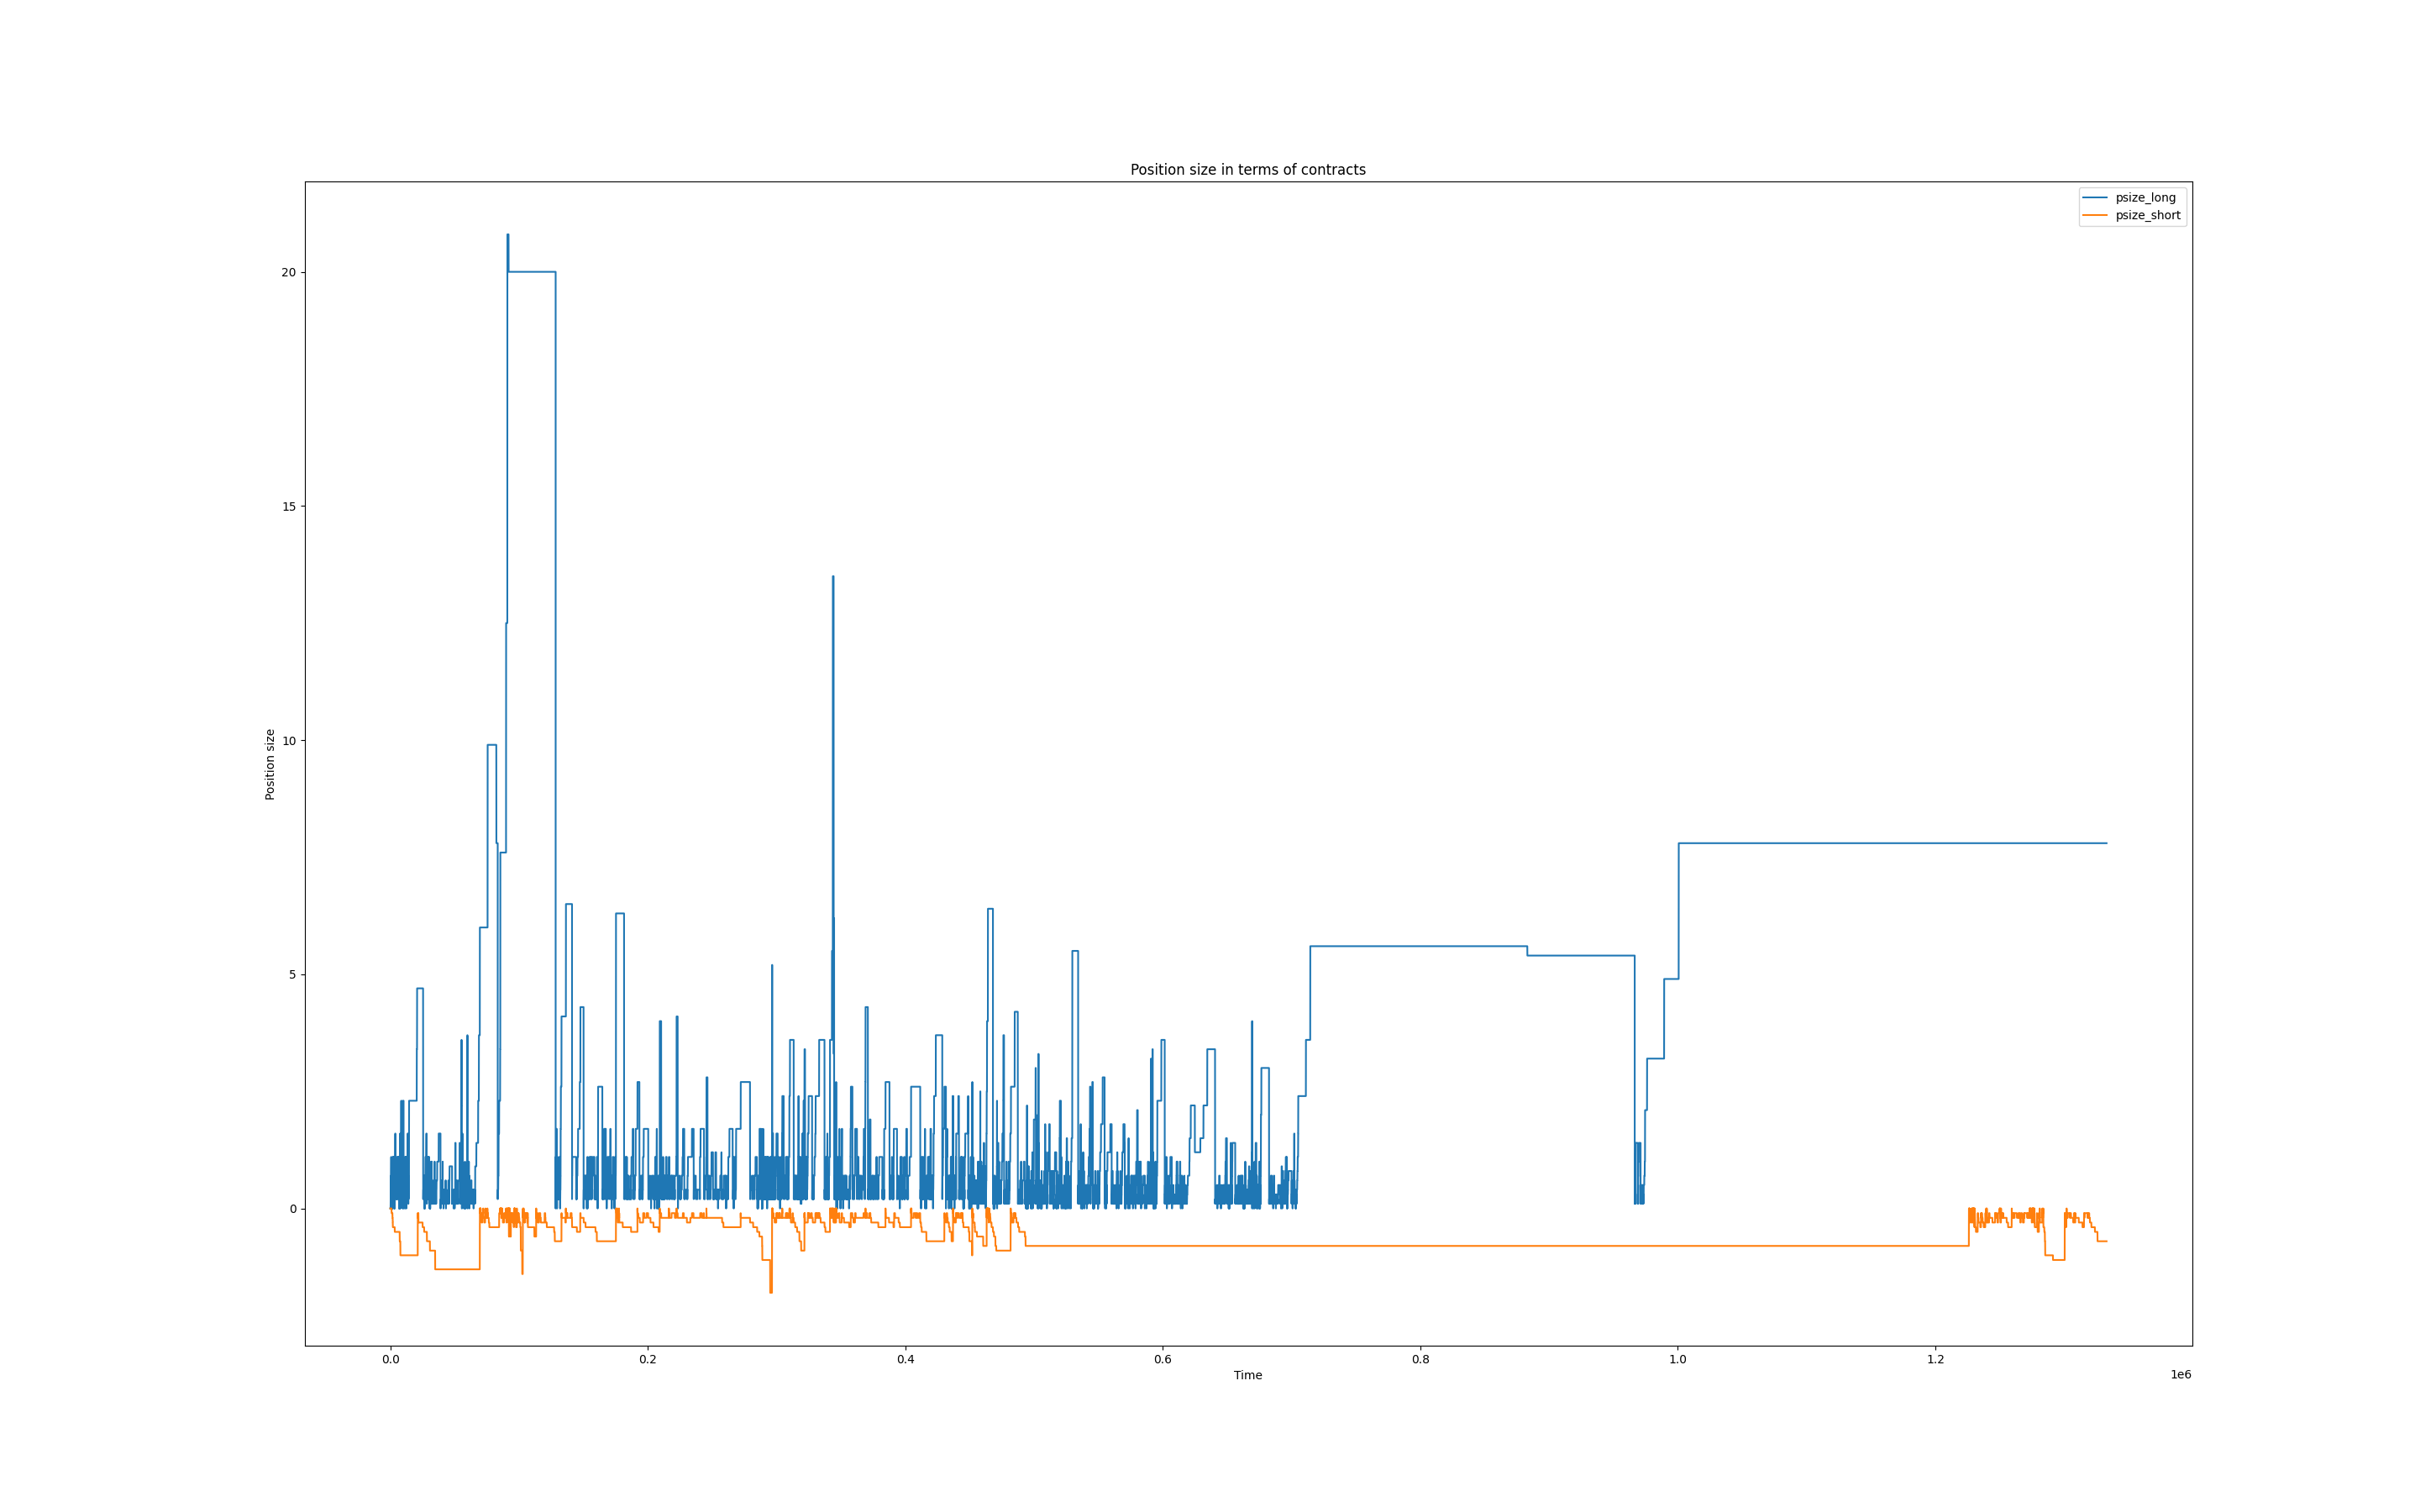 Position size in terms of contracts
psize_long
psize_short
Position size
20
15
10
5
0
0.0 0.2 0.4 0.6 0.8 1.0 1.2
1e6
Time